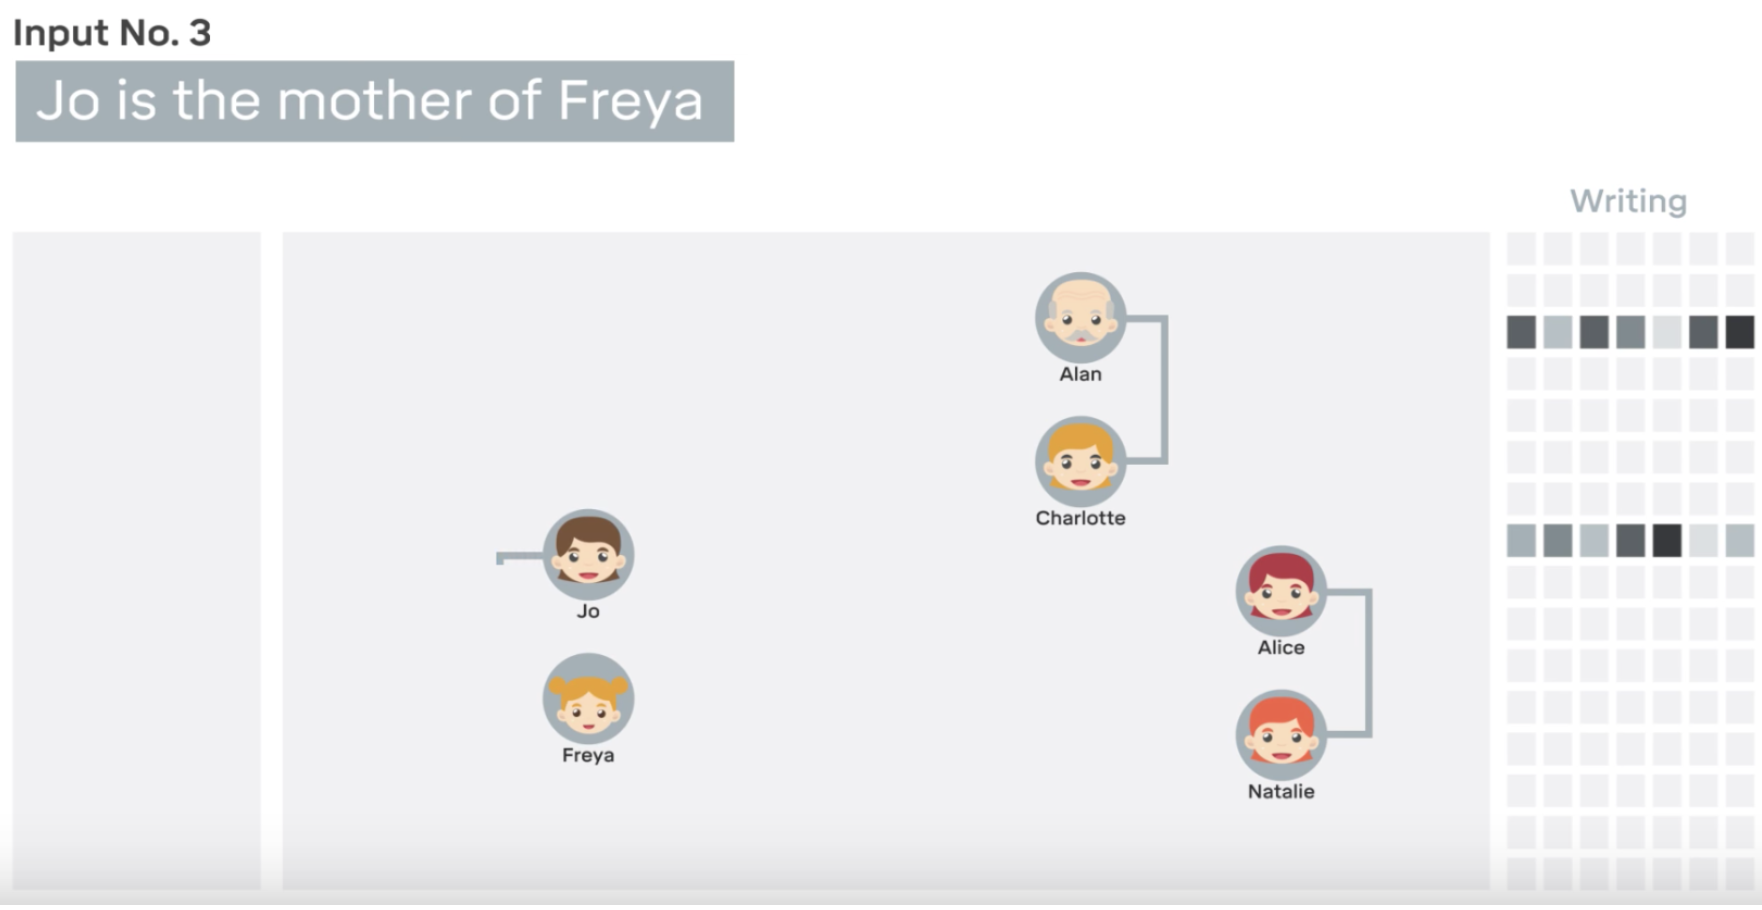 Input No. 3
Jo is the mother of Freya
Writing
Alan
Charlotte
Jo
Alice
Freya
Natalie